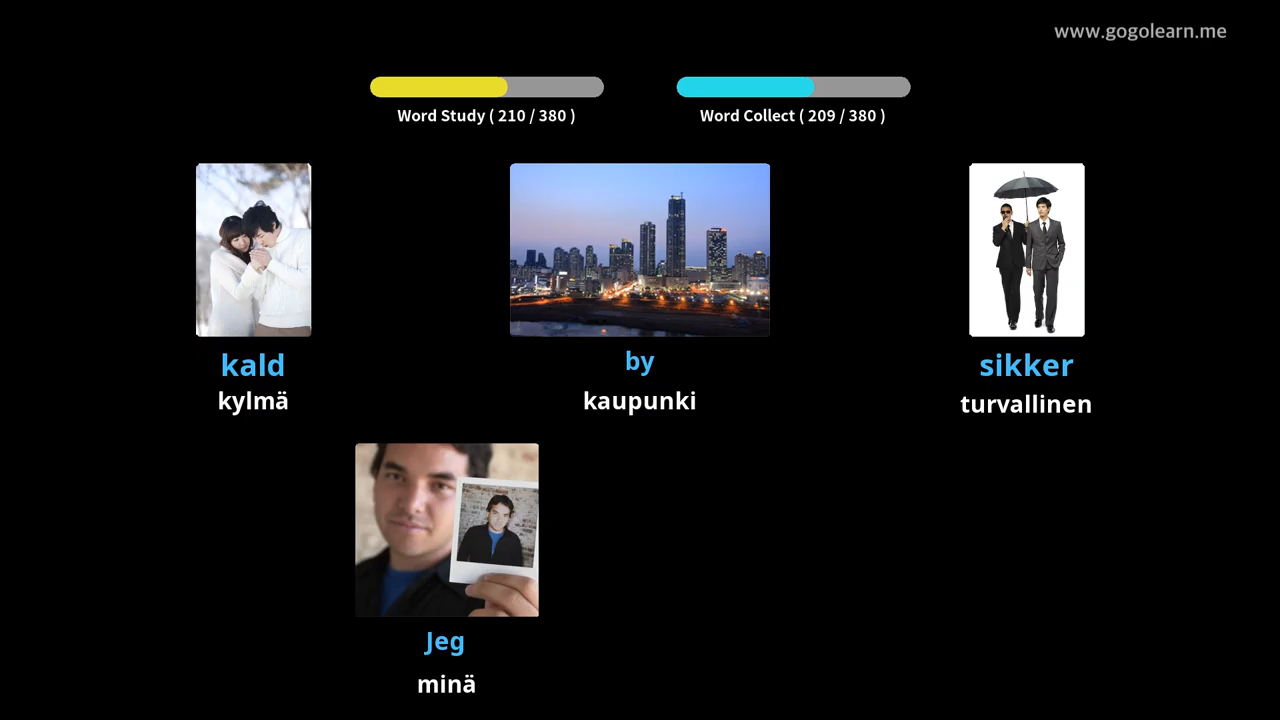 www.gogolearn.me
Word Study ( 210 / 380 )
Word Collect ( 209 / 380 )
kald
kylmä
by
kaupunki
sikker
turvallinen
Jeg
minä